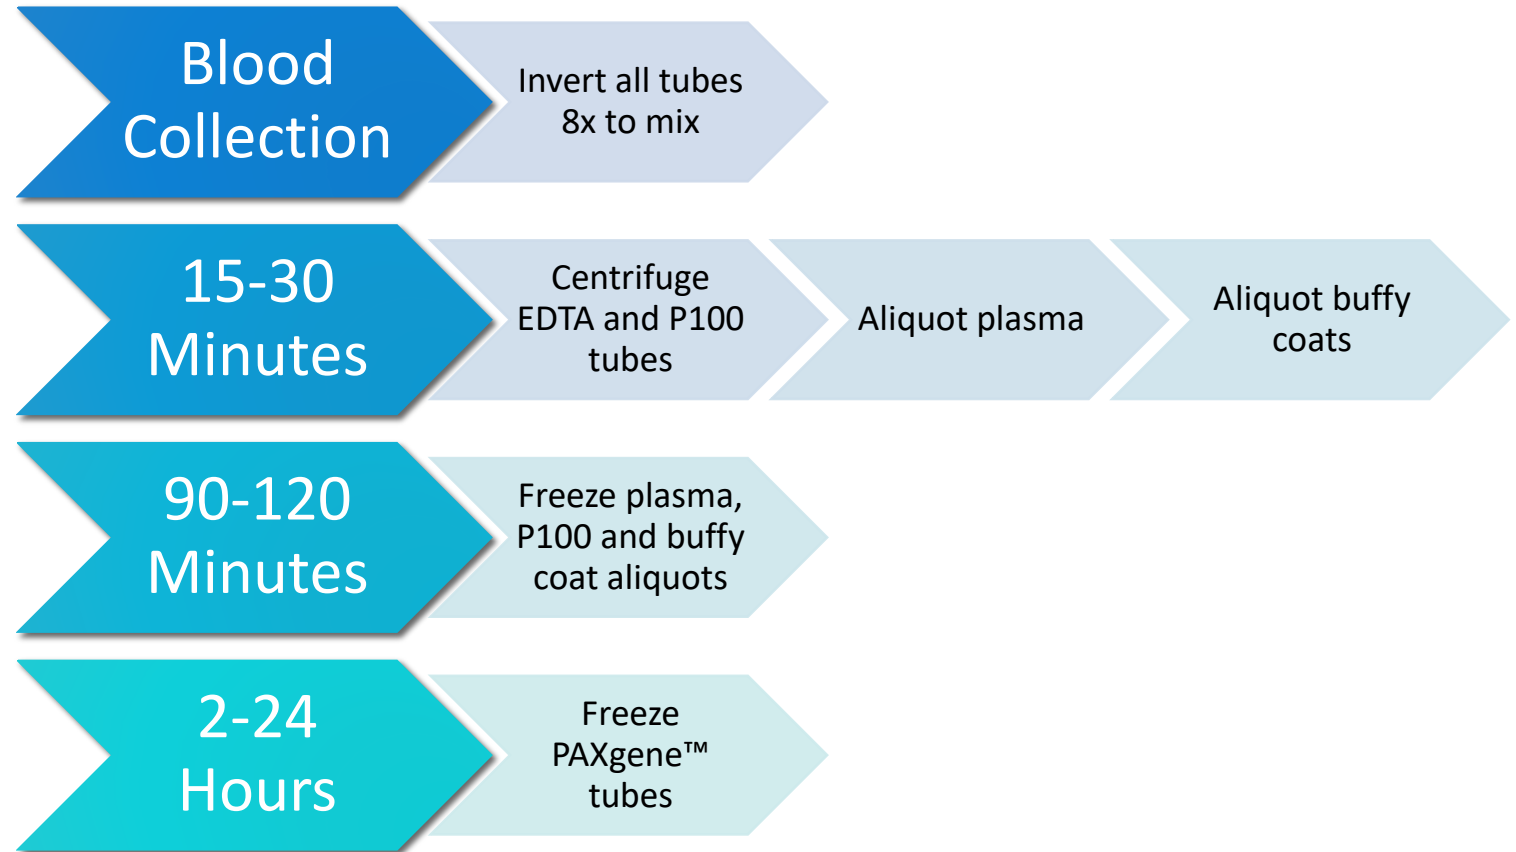 Blood
Collection
Invert all tubes
8x to mix
15-30
Minutes
Centrifuge
EDTA and P100
tubes
Aliquot plasma
Aliquot buffy
coats
90-120
Minutes
Freeze plasma,
P100 and buffy
coat aliquots
2-24
Hours
Freeze
PAXgene™
tubes